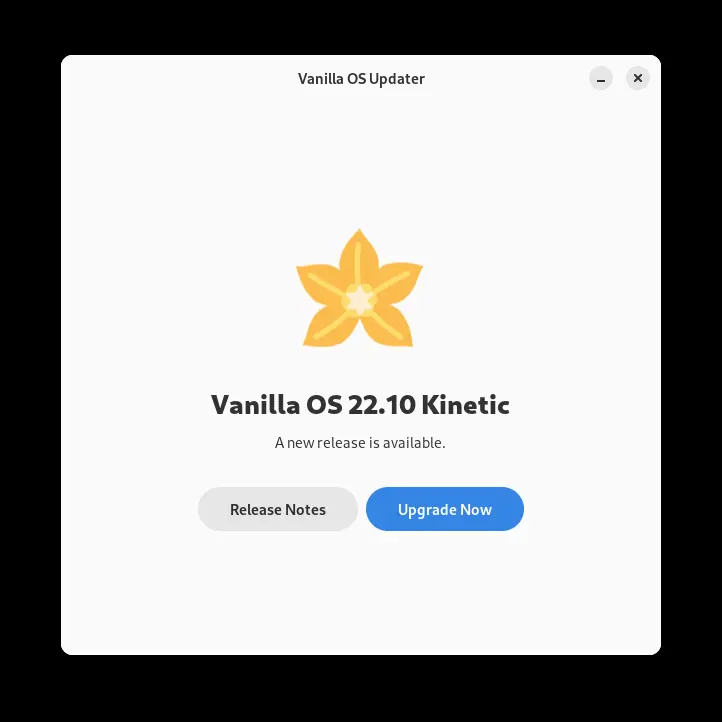 Vanilla OS Updater
Vanilla OS 22.10 Kinetic
A new release is available.
Release Notes
Upgrade Now